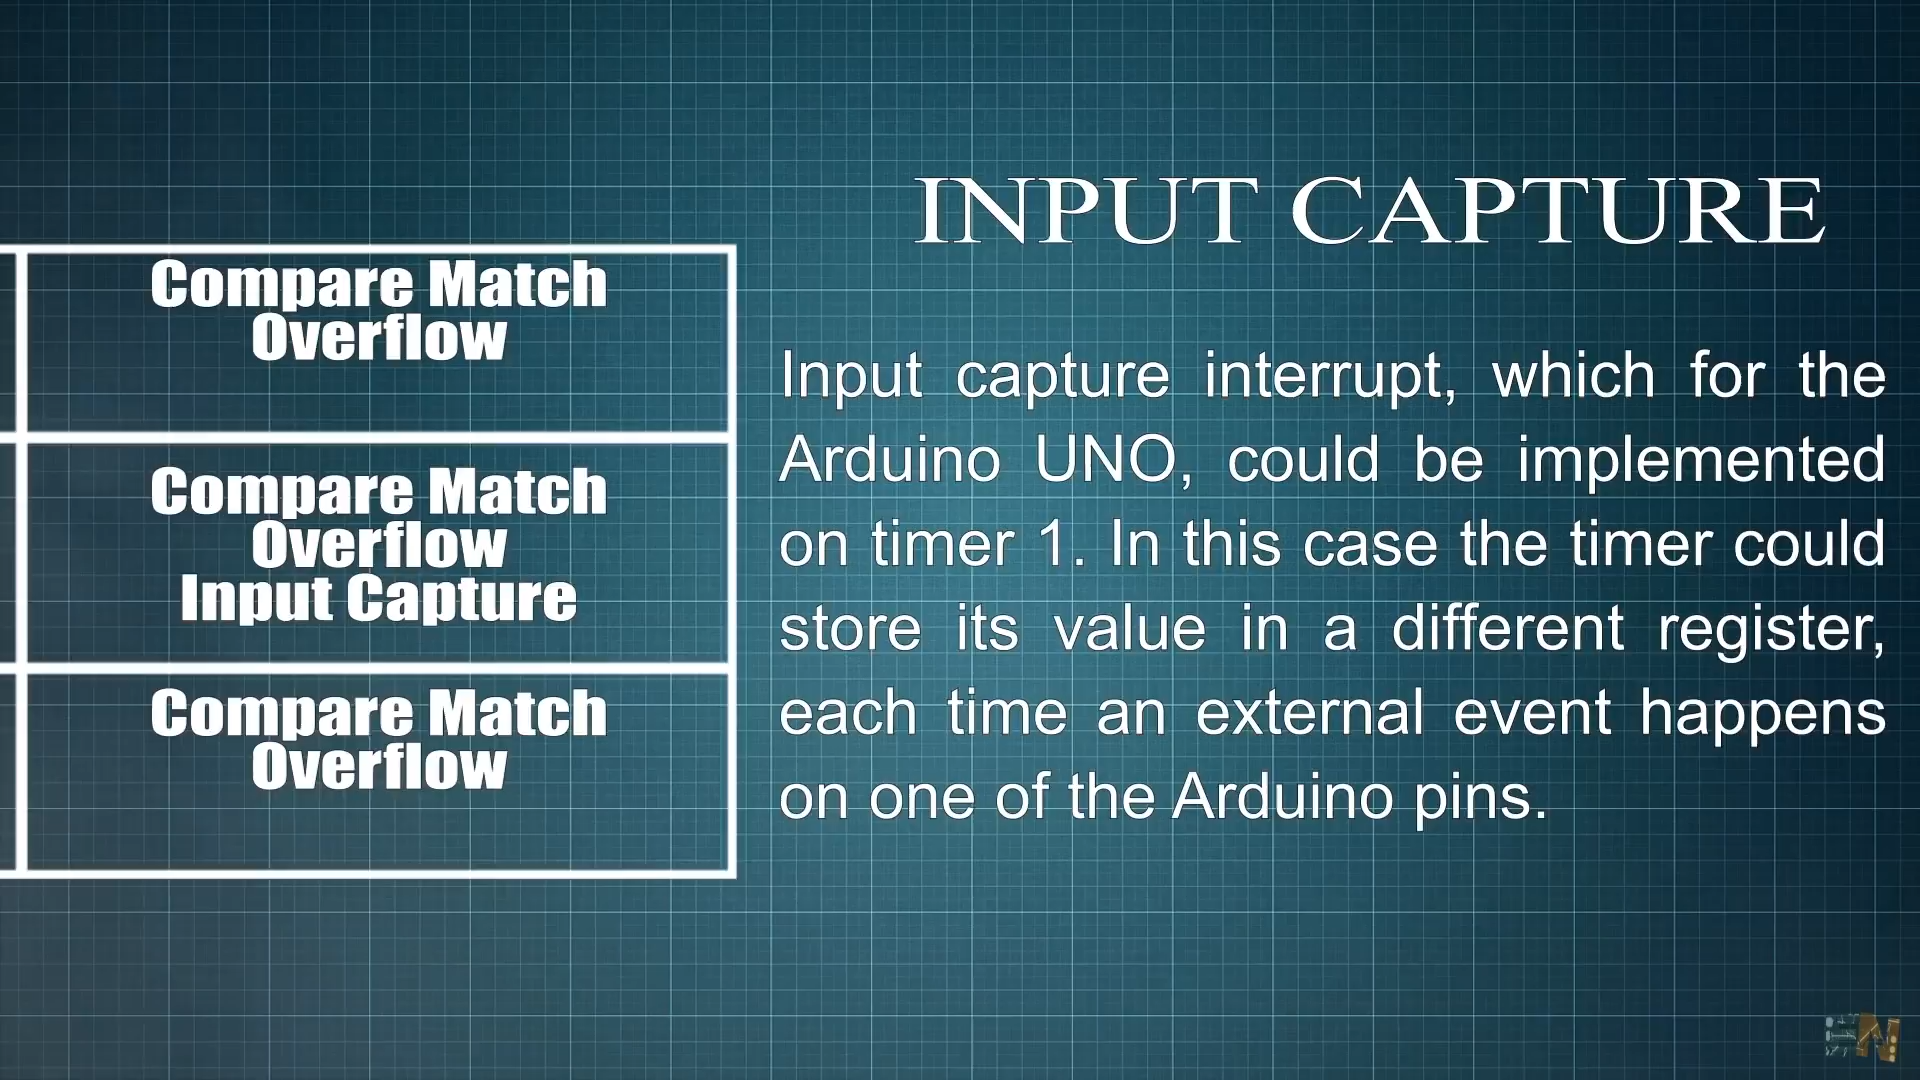 Compare Match
Overflow
Compare Match
Overflow
Input Capture
Compare Match
Overflow
INPUT CAPTURE
Input capture interrupt, which for the
Arduino UNO, could be implemented
on timer 1. In this case the timer could
store its value in a different register,
each time an external event happens
on one of the Arduino pins.
EN